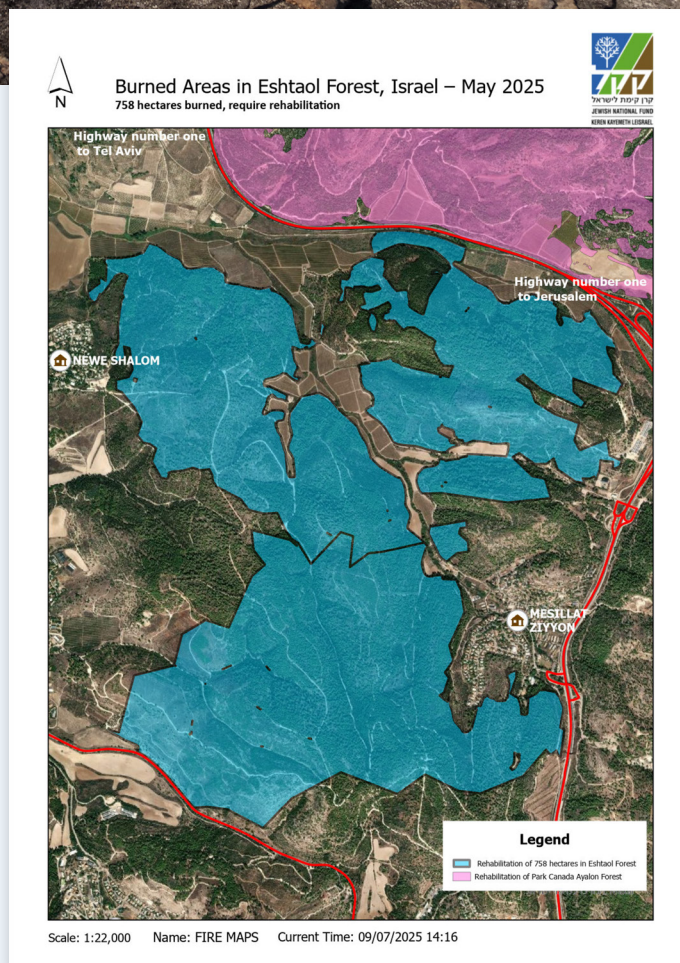 Burned Areas in Eshtaol Forest, Israel – May 2025
758 hectares burned, require rehabilitation
N
קקל
קרן קימת לישראל
JEWISH NATIONAL FUND
KEREN KAYEMETH LEISRAEL
Highway number one
to Tel Aviv
Highway number one
to Jerusalem
NEWE SHALOM
MESILLAT
ZIYYON
Legend
Rehabilitation of 758 hectares in Eshtaol Forest
Rehabilitation of Park Canada Ayalon Forest
Scale: 1:22,000 Name: FIRE MAPS Current Time: 09/07/2025 14:16